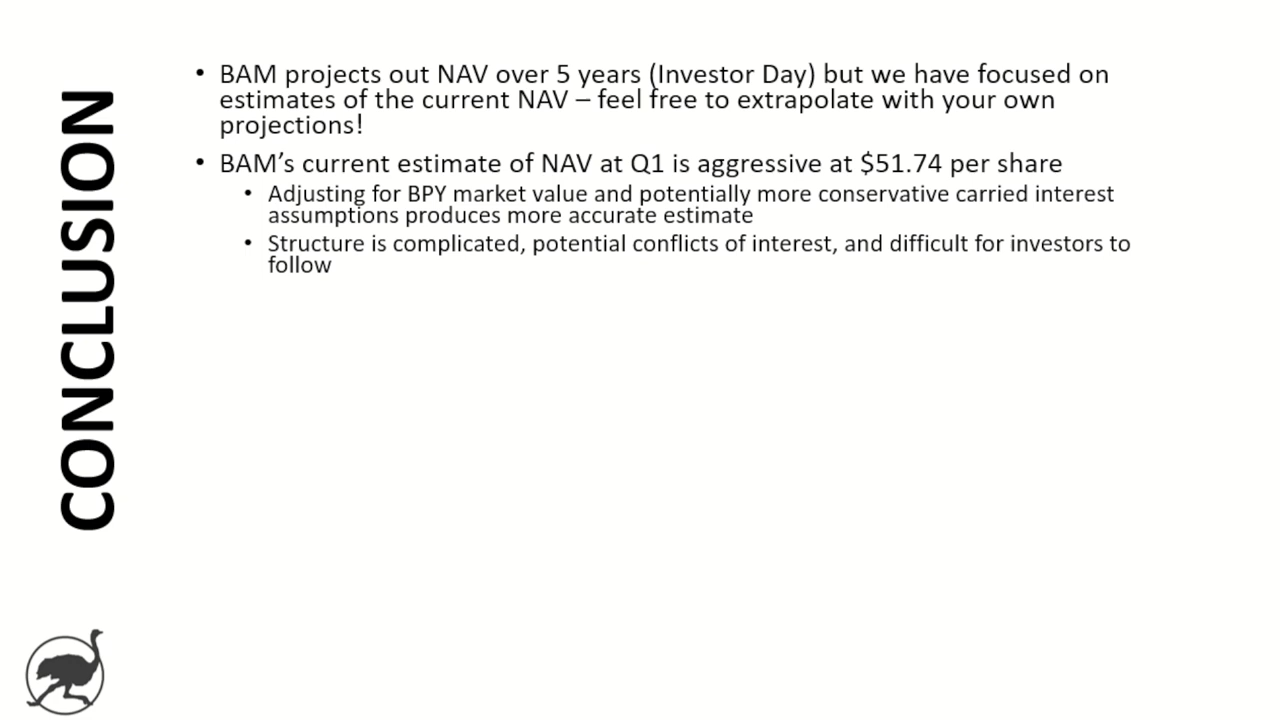 CONCLUSION
• BAM projects out NAV over 5 years (Investor Day) but we have focused on
estimates of the current NAV – feel free to extrapolate with your own
projections!
• BAM’s current estimate of NAV at Q1 is aggressive at $51.74 per share
• Adjusting for BPY market value and potentially more conservative carried interest
assumptions produces more accurate estimate
• Structure is complicated, potential conflicts of interest, and difficult for investors to
follow